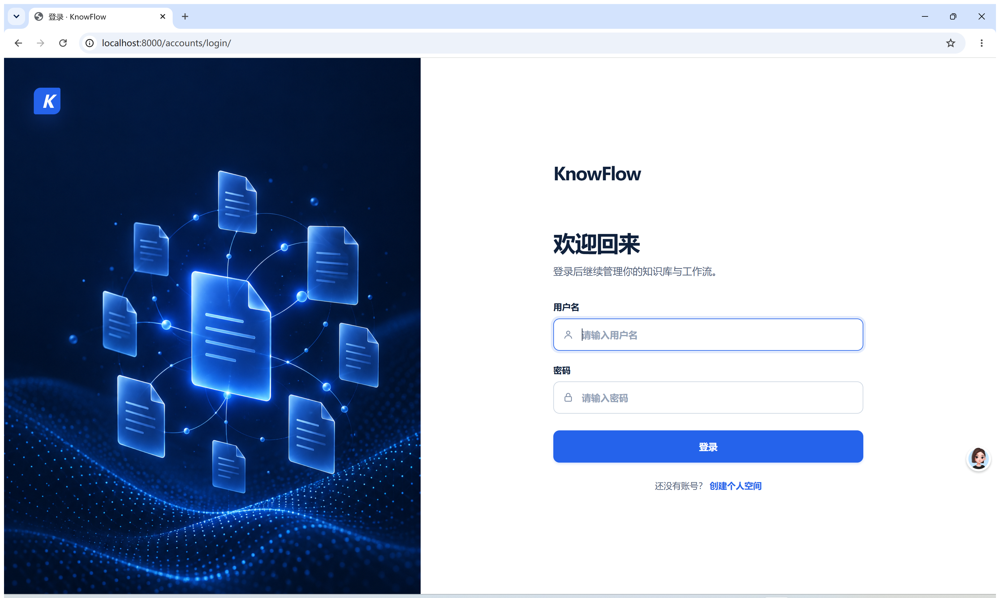 登录 · KnowFlow
localhost:8000/accounts/login/
K
KnowFlow
欢迎回来
登录后继续管理你的知识库与工作流。
用户名
请输入用户名
密码
请输入密码
登录
还没有账号？ 创建个人空间